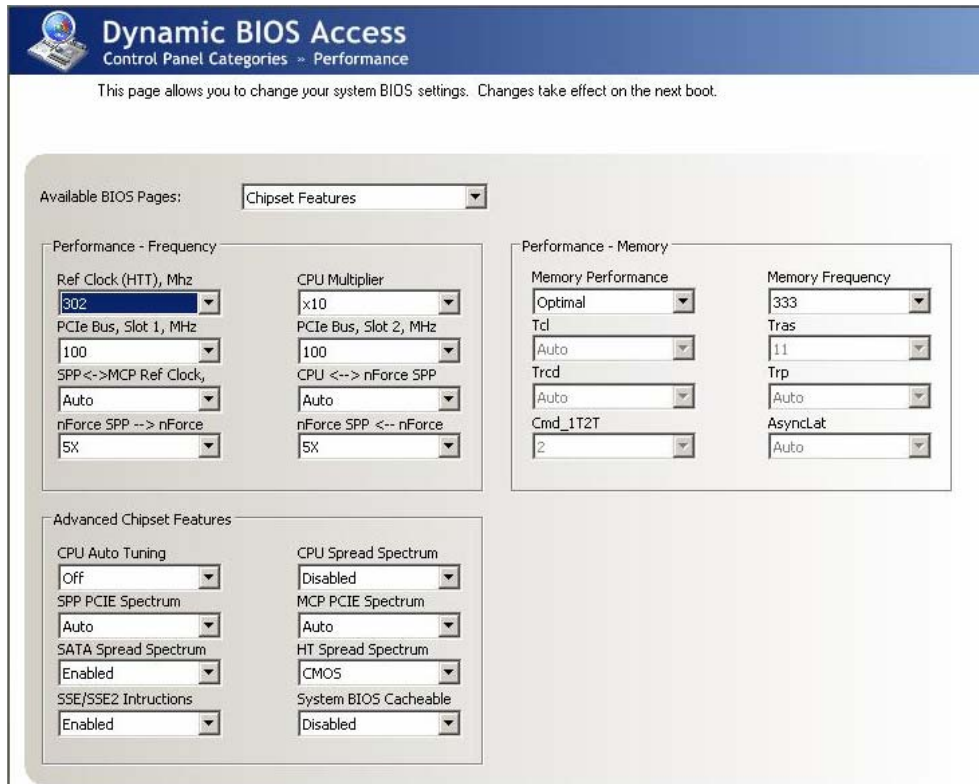 Dynamic BIOS Access
Control Panel Categories » Performance
This page allows you to change your system BIOS settings. Changes take effect on the next boot.
Available BIOS Pages: Chipset Features
Performance - Frequency
Ref Clock (HTT), Mhz CPU Multiplier
302 x10
PCIe Bus, Slot 1, MHz PCIe Bus, Slot 2, MHz
100 100
SPP<->MCP Ref Clock, CPU <--> nForce SPP
Auto Auto
nForce SPP --> nForce nForce SPP <-- nForce
5X 5X
Performance - Memory
Memory Performance Memory Frequency
Optimal 333
Tcl Tras
Auto 11
Trcd Trp
Auto Auto
Cmd_1T2T AsyncLat
2 Auto
Advanced Chipset Features
CPU Auto Tuning CPU Spread Spectrum
Off Disabled
SPP PCIE Spectrum MCP PCIE Spectrum
Auto Auto
SATA Spread Spectrum HT Spread Spectrum
Enabled CMOS
SSE/SSE2 Intructions System BIOS Cacheable
Enabled Disabled